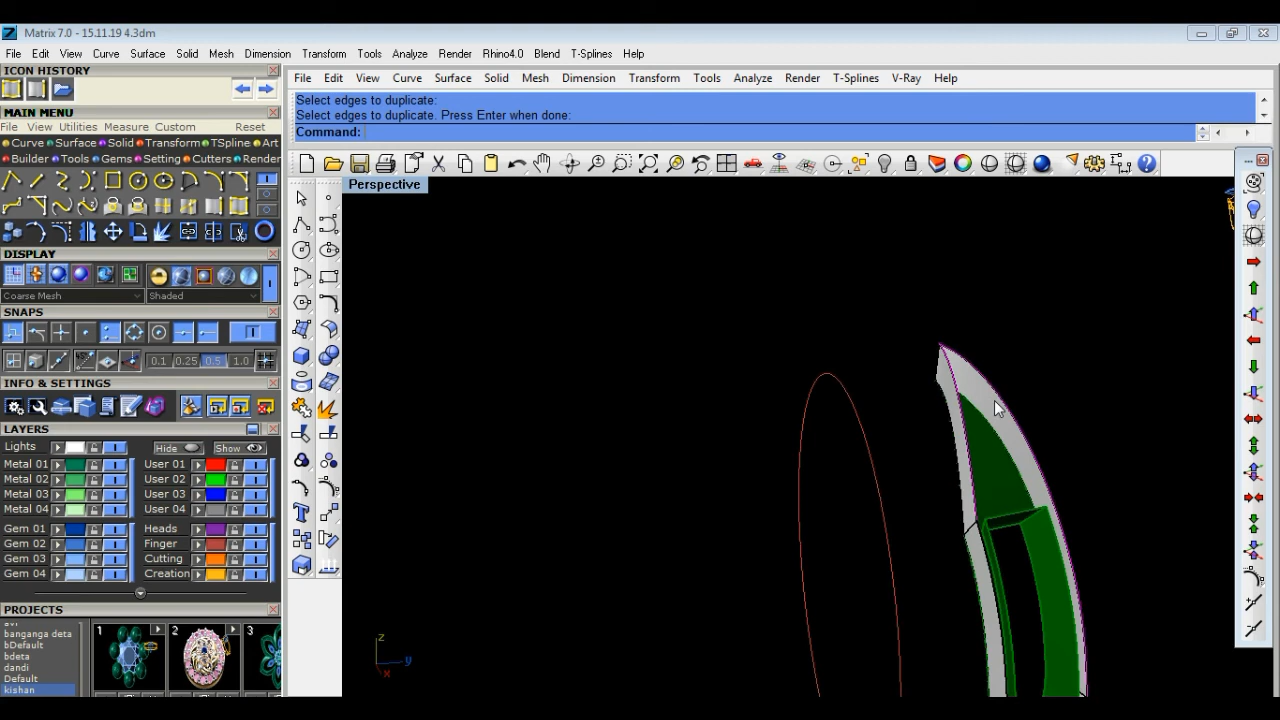 Matrix 7.0 - 15.11.19 4.3dm
File Edit View Curve Surface Solid Mesh Dimension Transform Tools Analyze Render Rhino4.0 Blend T-Splines Help
ICON HISTORY
MAIN MENU
File View Utilities Measure Custom Reset
Curve Surface Solid Transform TSpline Art
Builder Tools Gems Setting Cutters Render
DISPLAY
Coarse Mesh Shaded
SNAPS
0.1 0.25 0.5 1.0
INFO & SETTINGS
LAYERS
Lights Hide Show
Metal 01 User 01
Metal 02 User 02
Metal 03 User 03
Metal 04 User 04
Gem 01 Heads
Gem 02 Finger
Gem 03 Cutting
Gem 04 Creation
PROJECTS
banganga deta
bDefault
bdeta
dandi
Default
kishan
1 2 3
File Edit View Curve Surface Solid Mesh Dimension Transform Tools Analyze Render T-Splines V-Ray Help
Select edges to duplicate:
Select edges to duplicate. Press Enter when done:
Command:
Perspective
z
y
x